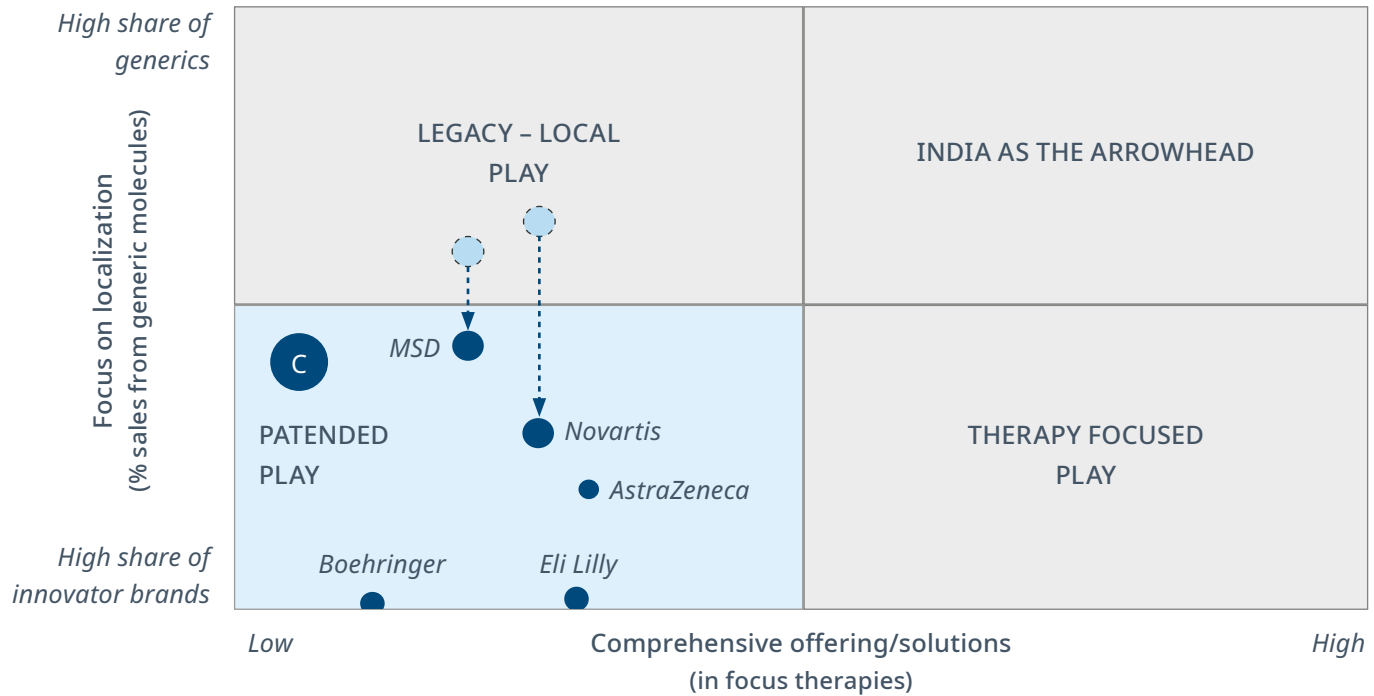 High share of
generics
Focus on localization
(% sales from generic molecules)
High share of
innovator brands
LEGACY – LOCAL
PLAY
INDIA AS THE ARROWHEAD
C
PATENDED
PLAY
MSD
Novartis
AstraZeneca
Boehringer
Eli Lilly
THERAPY FOCUSED
PLAY
Low
Comprehensive offering/solutions
(in focus therapies)
High